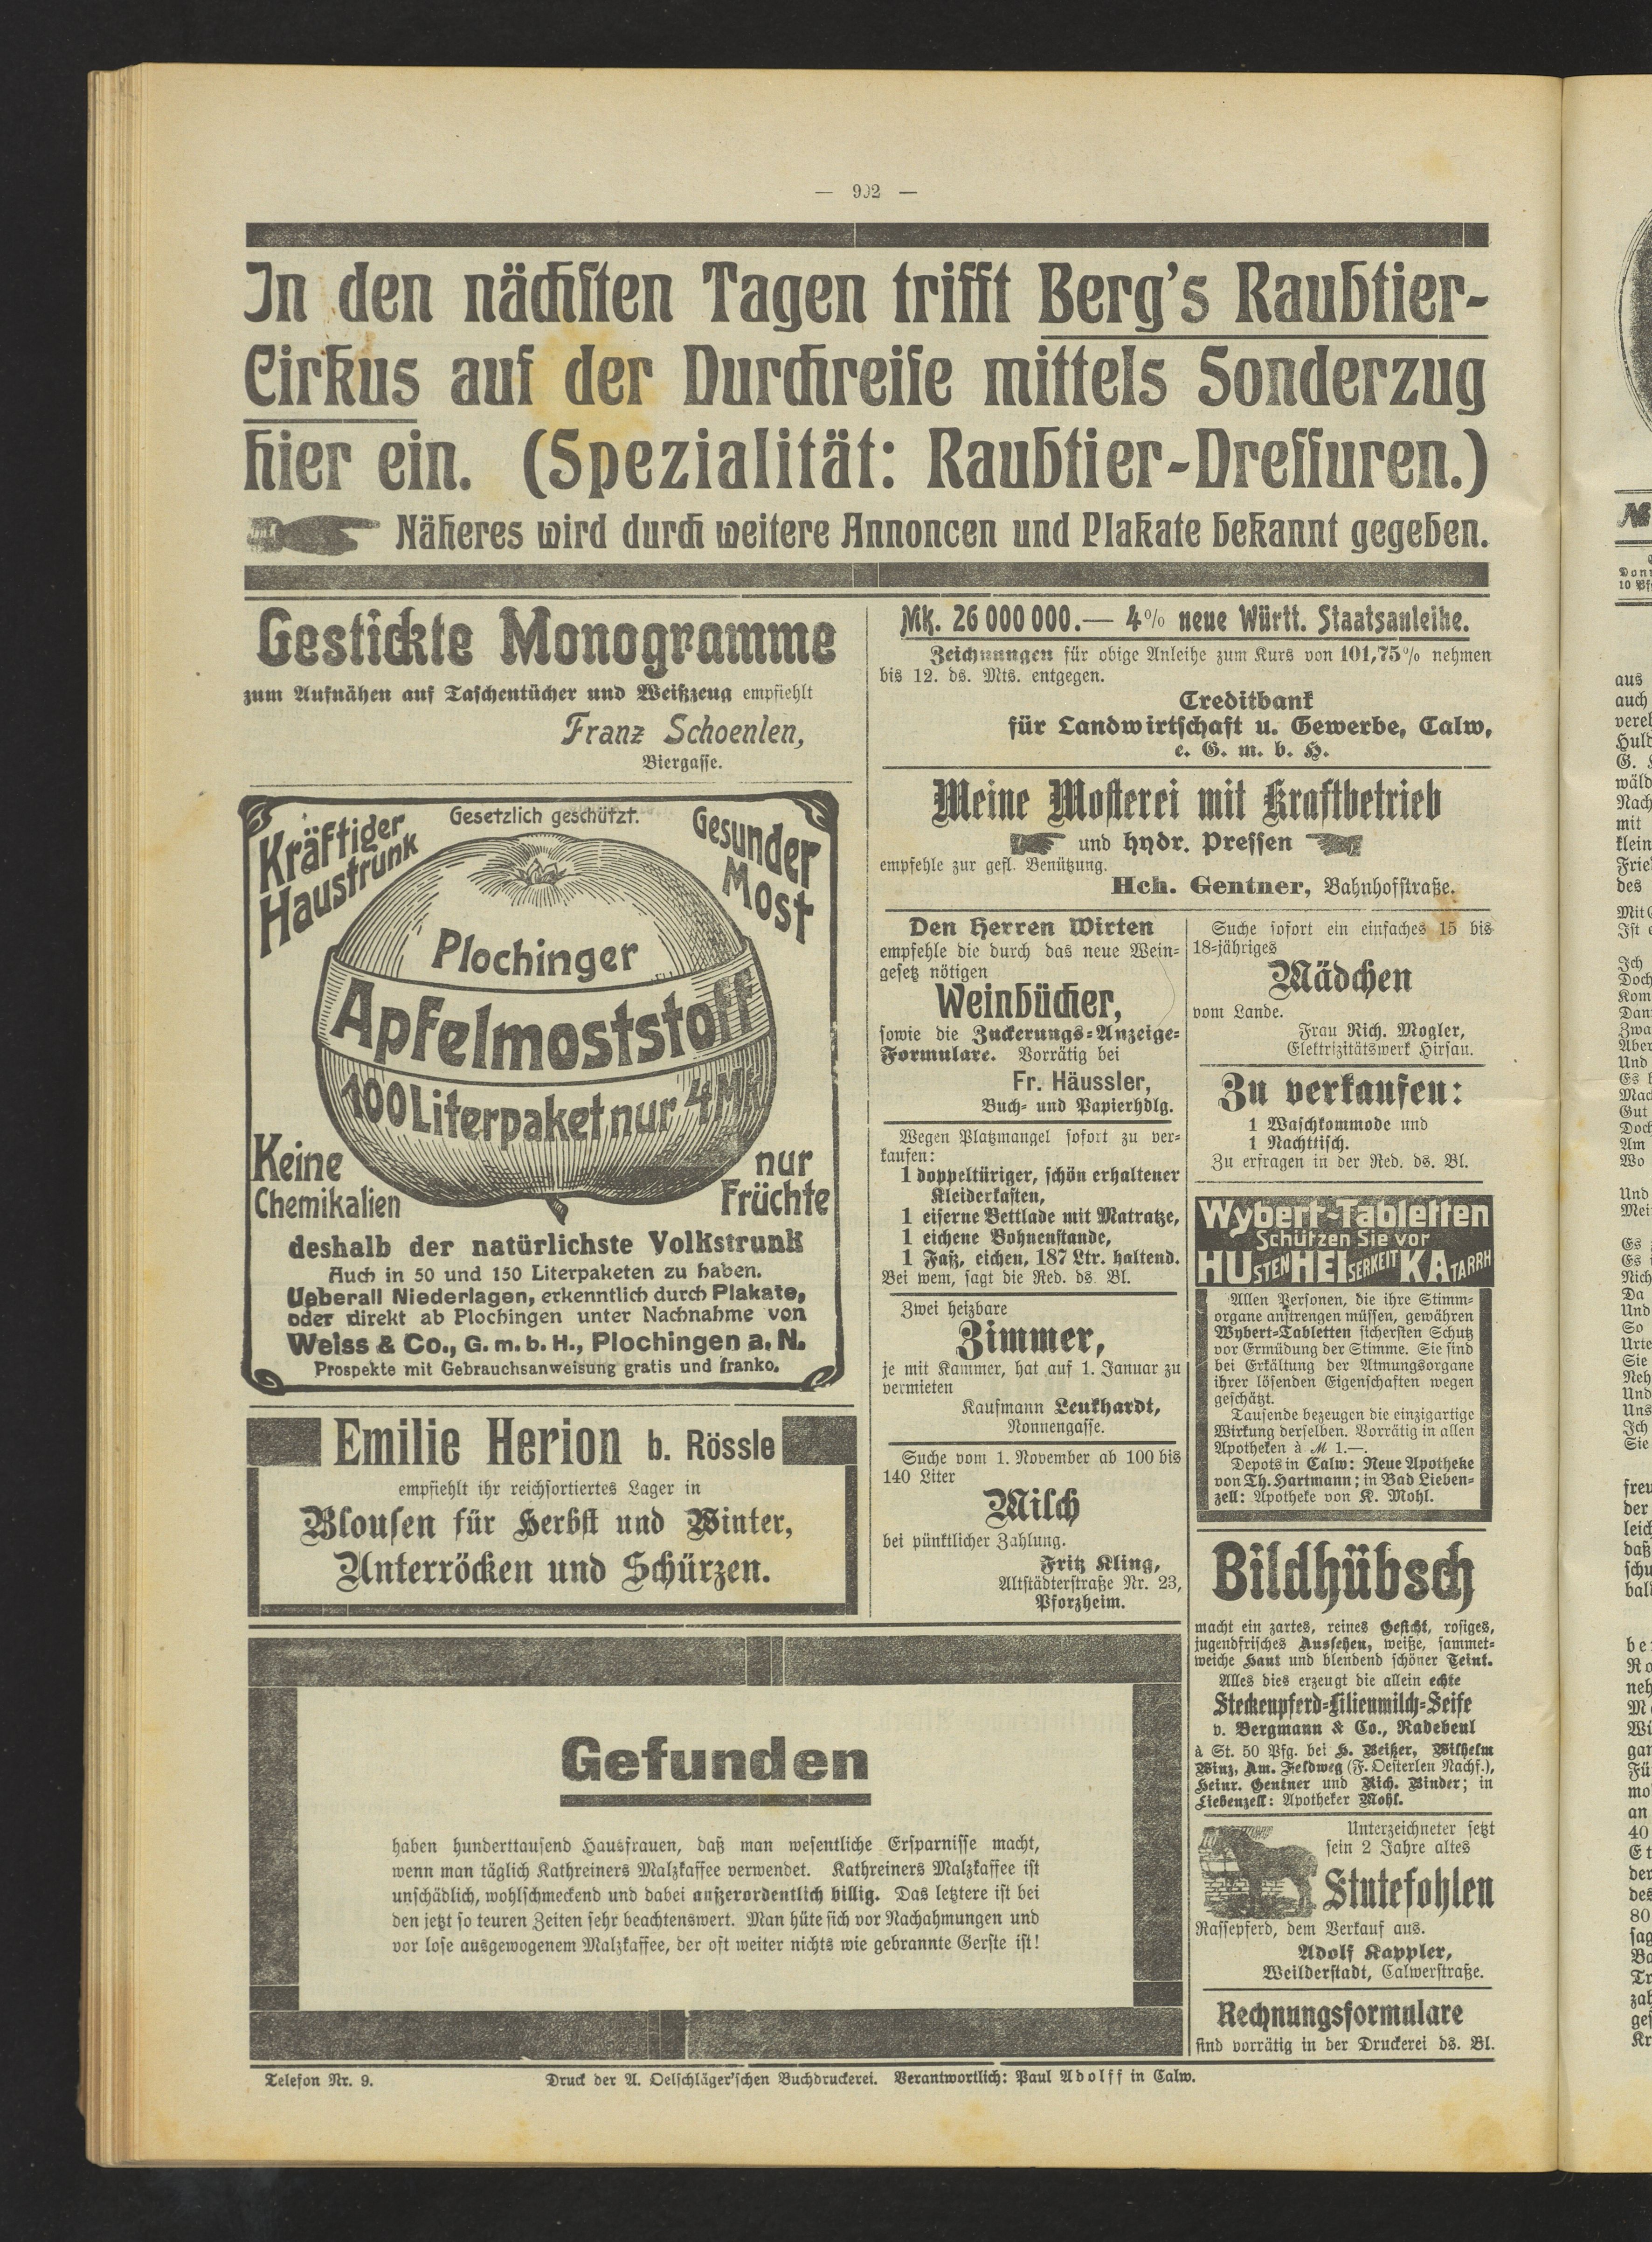 — 902 —
In den nächsten Tagen trifft Berg's Raubtier-
Cirkus auf der Durchreise mittels Sonderzug
hier ein. (Spezialität: Raubtier-Dressuren.)
Näheres wird durch weitere Annoncen und Plakate bekannt gegeben.
Gestickte Monogramme
zum Aufnähen auf Taschentücher und Weißzeug empfiehlt
Franz Schoenlen,
Biergasse.
Gesetzlich geschützt.
Kräftiger
Haustrunk
Gesunder
Most
Plochinger
Apfelmoststoff
100 Literpaket nur 4 Mk
Keine
Chemikalien
nur
Früchte
deshalb der natürlichste Volkstrunk
Auch in 50 und 150 Literpaketen zu haben.
Ueberall Niederlagen, erkenntlich durch Plakate,
oder direkt ab Plochingen unter Nachnahme von
Weiss & Co., G. m. b. H., Plochingen a. N.
Prospekte mit Gebrauchsanweisung gratis und franko.
Emilie Herion b. Rössle
empfiehlt ihr reichsortiertes Lager in
Blousen für Herbst und Winter,
Unterröcken und Schürzen.
Mk. 26 000 000.— 4% neue Württ. Staatsanleihe.
Zeichnungen für obige Anleihe zum Kurs von 101,75% nehmen
bis 12. ds. Mts. entgegen.
Creditbank
für Landwirtschaft u. Gewerbe, Calw,
e. G. m. b. H.
Meine Mosterei mit Kraftbetrieb
und hydr. Pressen
empfehle zur gefl. Benützung.
Hch. Gentner, Bahnhofstraße.
Den Herren Wirten
empfehle die durch das neue Wein-
gesetz nötigen
Weinbücher,
sowie die Zuckerungs-Anzeige-
Formulare. Vorrätig bei
Fr. Häussler,
Buch- und Papierhdlg.
Wegen Platzmangel sofort zu ver-
kaufen:
1 doppeltüriger, schön erhaltener
Kleiderkasten,
1 eiserne Bettlade mit Matratze,
1 eichene Bohnenstande,
1 Faß, eichen, 187 Ltr. haltend.
Bei wem, sagt die Red. ds. Bl.
Zwei heizbare
Zimmer,
je mit Kammer, hat auf 1. Januar zu
vermieten
Kaufmann Leukhardt,
Nonnengasse.
Suche vom 1. November ab 100 bis
140 Liter
Milch
bei pünktlicher Zahlung.
Fritz Kling,
Altstädterstraße Nr. 23,
Pforzheim.
Suche sofort ein einfaches 15 bis
18-jähriges
Mädchen
vom Lande.
Frau Rich. Mogler,
Elektrizitätswerk Hirsau.
Zu verkaufen:
1 Waschkommode und
1 Nachttisch.
Zu erfragen in der Red. ds. Bl.
Wybert-Tabletten
Schützen Sie vor
HUSTEN HEISERKEIT KATARRH
Allen Personen, die ihre Stimm-
organe anstrengen müssen, gewähren
Wybert-Tabletten sichersten Schutz
vor Ermüdung der Stimme. Sie sind
bei Erkältung der Atmungsorgane
ihrer lösenden Eigenschaften wegen
geschätzt.
Tausende bezeugen die einzigartige
Wirkung derselben. Vorrätig in allen
Apotheken à M 1.—.
Depots in Calw: Neue Apotheke
von Th. Hartmann; in Bad Lieben-
zell: Apotheke von K. Mohl.
Bildhübsch
macht ein zartes, reines Gesicht, rosiges,
jugendfrisches Aussehen, weiße, sammet-
weiche Haut und blendend schöner Teint.
Alles dies erzeugt die allein echte
Steckenpferd-Lilienmilch-Seife
v. Bergmann & Co., Radebeul
à St. 50 Pfg. bei H. Beißer, Wilhelm
Winz, Am. Feldweg (F. Oesterlen Nachf.),
Heinr. Gentner und Rich. Binder; in
Liebenzell: Apotheker Mohl.
Unterzeichneter setzt
sein 2 Jahre altes
Stutefohlen
Rassepferd, dem Verkauf aus.
Adolf Kappler,
Weilderstadt, Calwerstraße.
Rechnungsformulare
sind vorrätig in der Druckerei ds. Bl.
Gefunden
haben hunderttausend Hausfrauen, daß man wesentliche Ersparnisse macht,
wenn man täglich Kathreiners Malzkaffee verwendet. Kathreiners Malzkaffee ist
unschädlich, wohlschmeckend und dabei außerordentlich billig. Das letztere ist bei
den jetzt so teuren Zeiten sehr beachtenswert. Man hüte sich vor Nachahmungen und
vor lose ausgewogenem Malzkaffee, der oft weiter nichts wie gebrannte Gerste ist!
Telefon Nr. 9.
Druck der A. Oelschläger'schen Buchdruckerei. Verantwortlich: Paul Adolff in Calw.